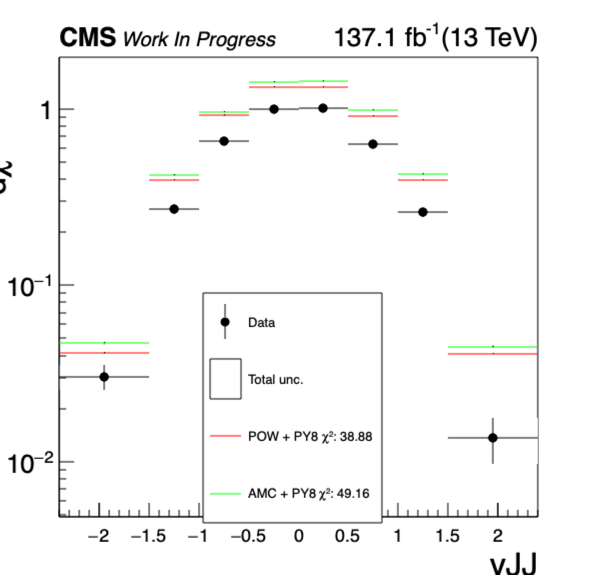 CMS Work In Progress 137.1 fb⁻¹(13 TeV)
1
10⁻¹
10⁻²
Data
Total unc.
POW + PY8 χ²: 38.88
AMC + PY8 χ²: 49.16
−2 −1.5 −1 −0.5 0 0.5 1 1.5 2